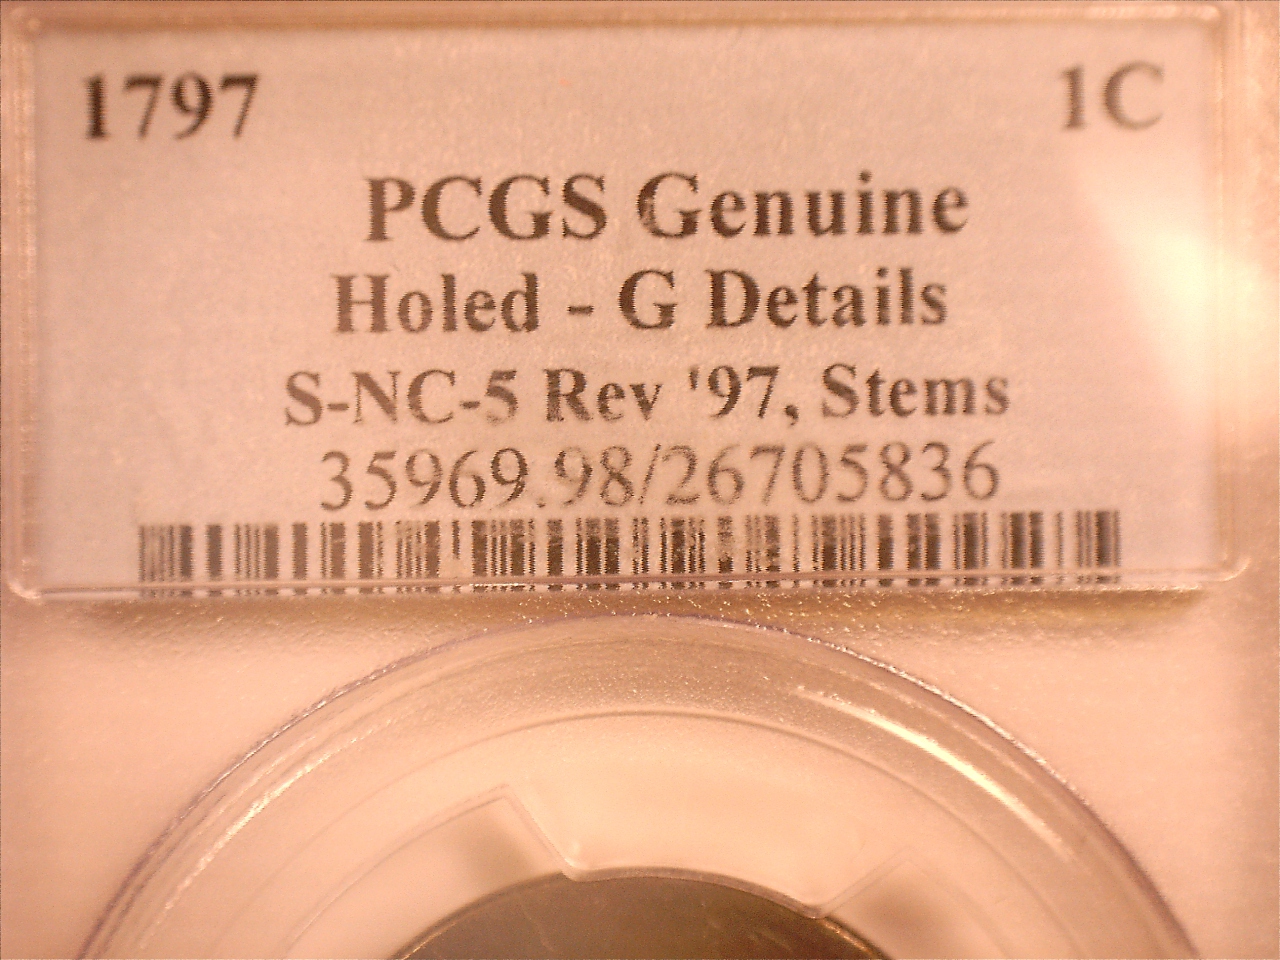 1797 1C
PCGS Genuine
Holed - G Details
S-NC-5 Rev '97, Stems
35969.98/26705836